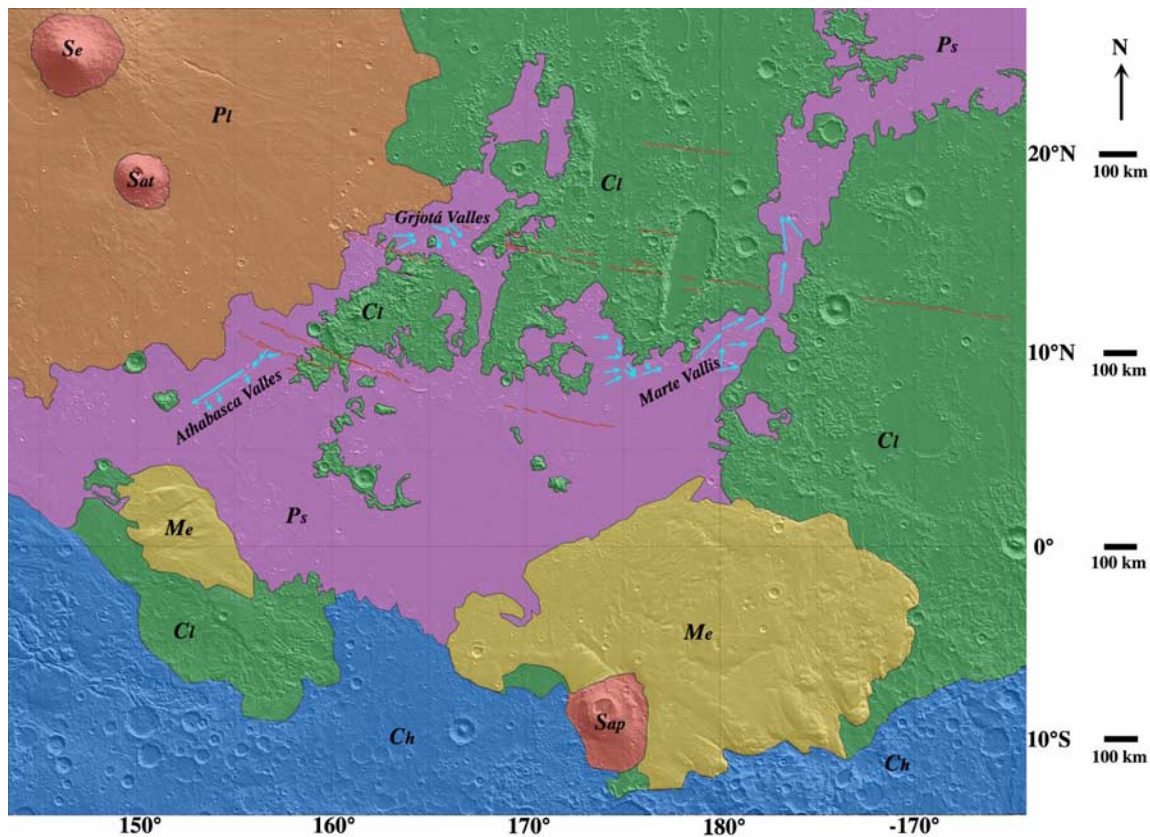 Se
Ps
N
Pl
Sat
20°N
100 km
Cl
Grjotá Valles
Cl
10°N
100 km
Marte Vallis
Athabasca Valles
Cl
Me
Ps
0°
100 km
Cl
Me
Sap
Ch
10°S
100 km
Ch
150° 160° 170° 180° -170°